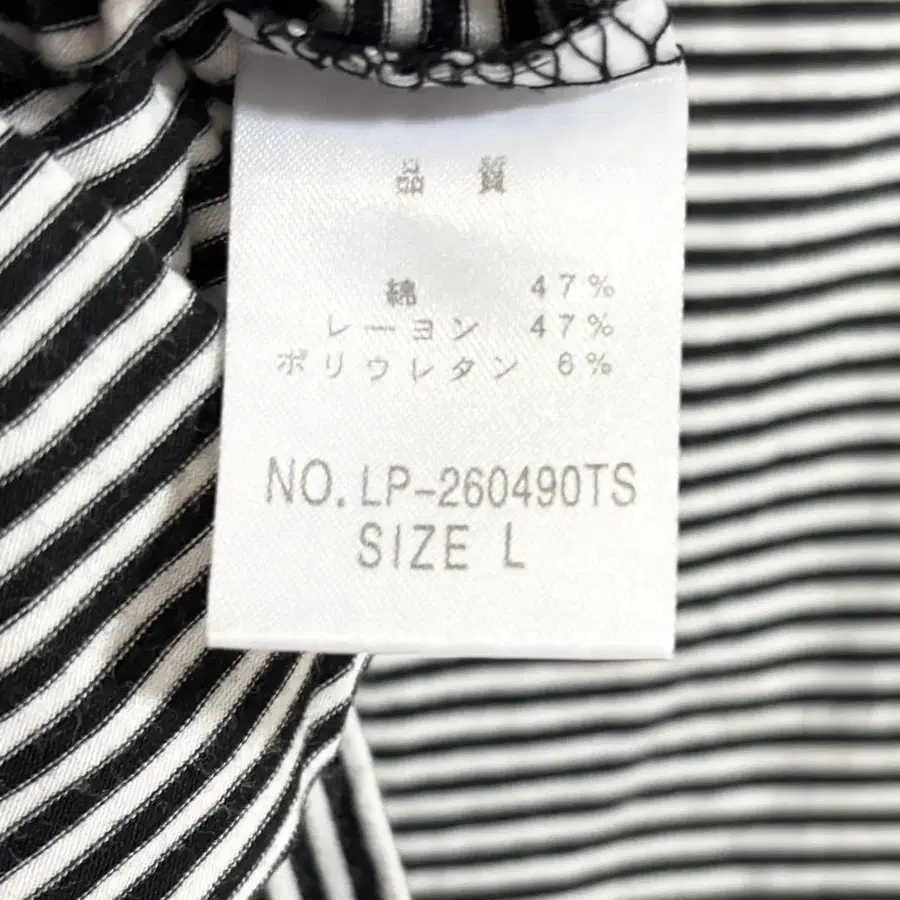 品 質
綿 47%
レーヨン 47%
ポリウレタン 6%
NO.LP-260490TS
SIZE L